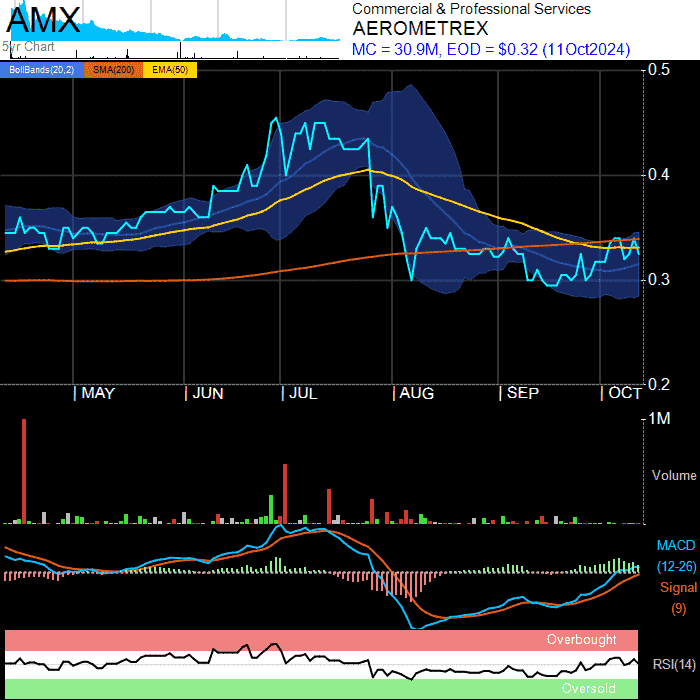 AMX
5yr Chart
Commercial & Professional Services
AEROMETREX
MC = 30.9M, EOD = $0.32 (11Oct2024)
BollBands(20,2) SMA(200) EMA(50)
0.5
0.4
0.3
0.2
MAY JUN JUL AUG SEP OCT
1M
Volume
MACD
(12-26)
Signal
(9)
Overbought
RSI(14)
Oversold